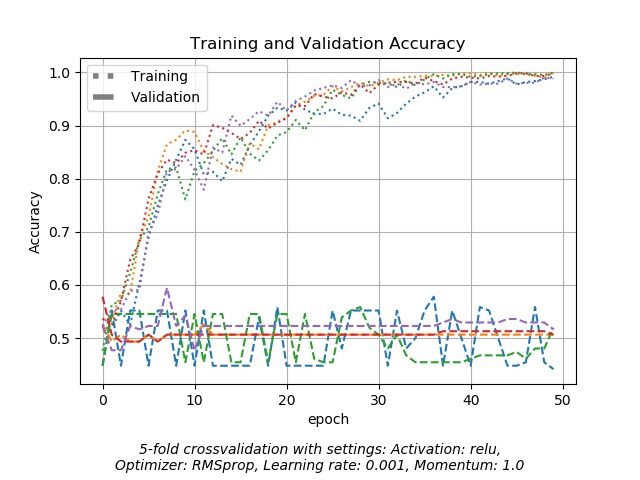 Training and Validation Accuracy
Training
Validation
1.0
0.9
0.8
0.7
0.6
0.5
Accuracy
0
10
20
30
40
50
epoch
5-fold crossvalidation with settings: Activation: relu,
Optimizer: RMSprop, Learning rate: 0.001, Momentum: 1.0